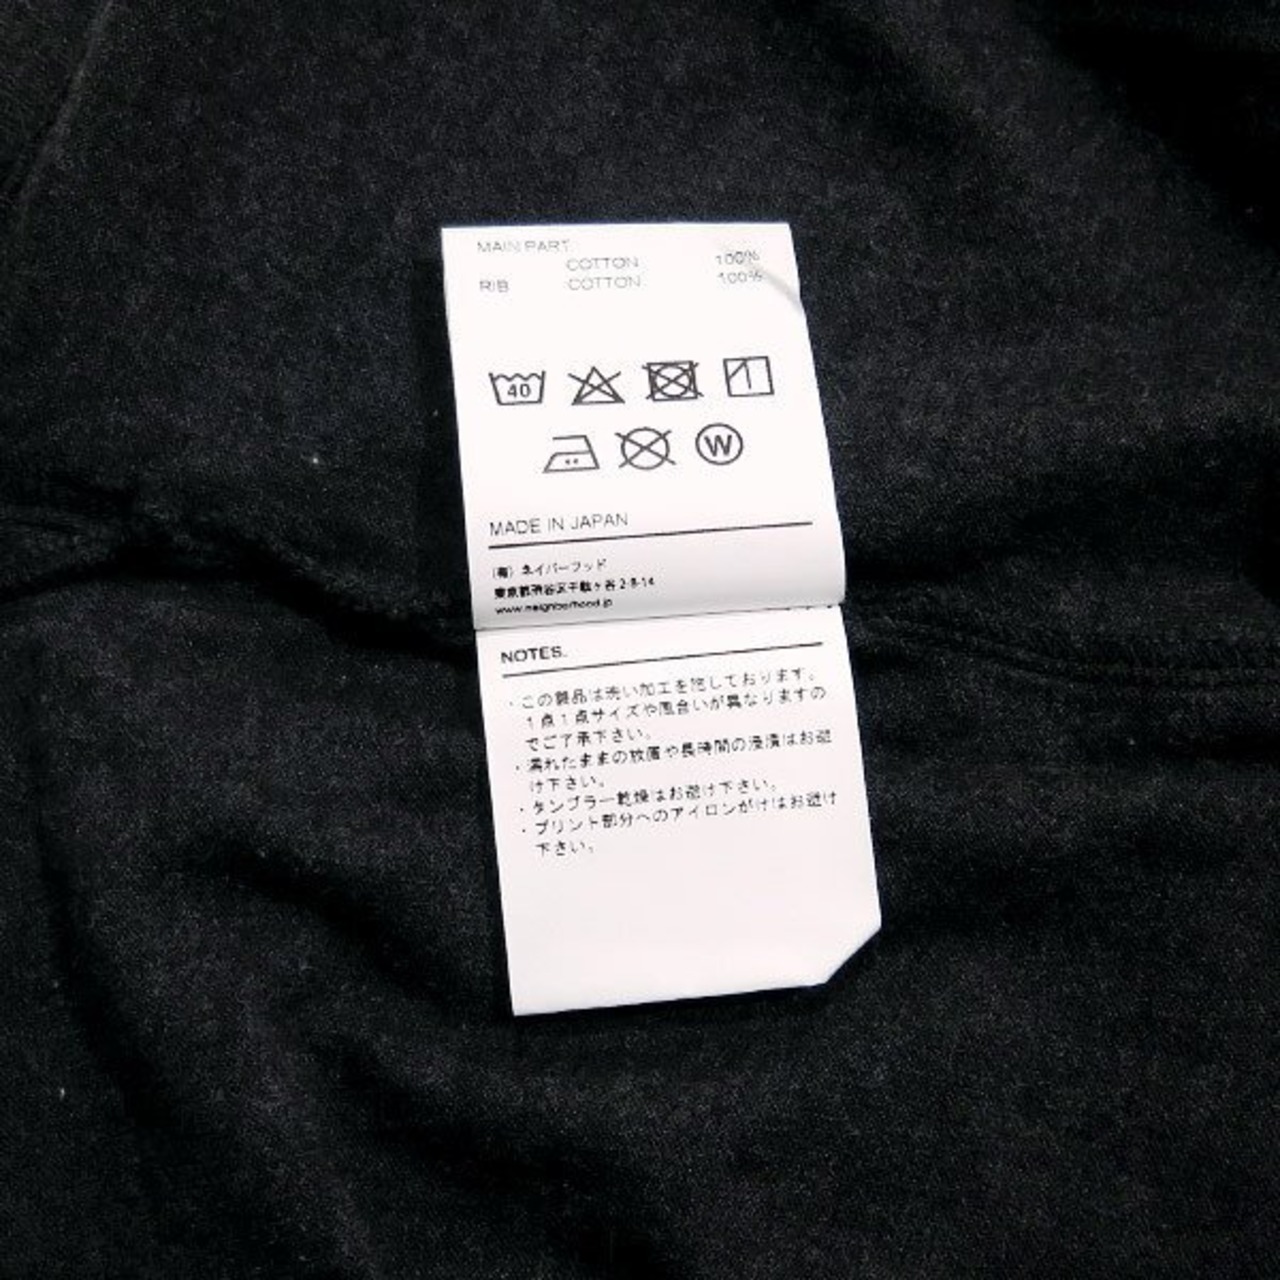 MAIN PART
COTTON 100%
RIB COTTON 100%
40
W
MADE IN JAPAN
(有) ネイバーフッド
東京都渋谷区千駄ヶ谷 2-8-14
www.neighborhood.jp
NOTES.
・この製品は洗い加工を施しております。
1点1点サイズや風合いが異なりますの
でご了承下さい。
・濡れたままの放置や長時間の浸漬はお避
け下さい。
・タンブラー乾燥はお避け下さい。
・プリント部分へのアイロンがけはお避け
下さい。